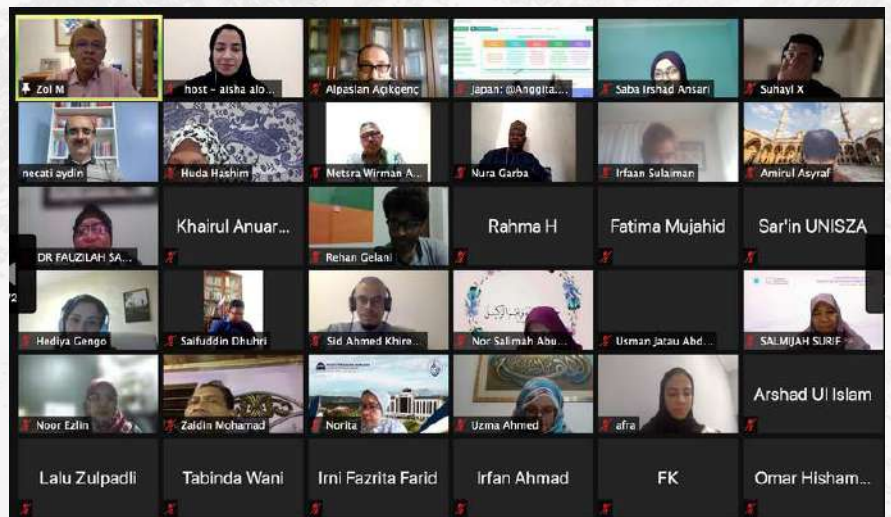 Zol M
host - aisha alo...
Alpaslan Açıkgenç
Japan: @Anggita....
Saba Irshad Ansari
Suhayl X
necati aydin
Huda Hashim
Metsra Wirman A...
Nura Garba
Irfaan Sulaiman
Amirul Asyraf
DR FAUZILAH SA...
Khairul Anuar...
Rehan Gelani
Rahma H
Fatima Mujahid
Sar'in UNISZA
Hediya Gengo
Saifuddin Dhuhri
Sid Ahmed Khire...
Nor Salimah Abu...
Usman Jatau Abd...
SALMIJAH SURIF
Noor Ezlin
Zaidin Mohamad
Norita
Uzma Ahmed
afra
Arshad Ul Islam
Lalu Zulpadli
Tabinda Wani
Irni Fazrita Farid
Irfan Ahmad
FK
Omar Hisham...